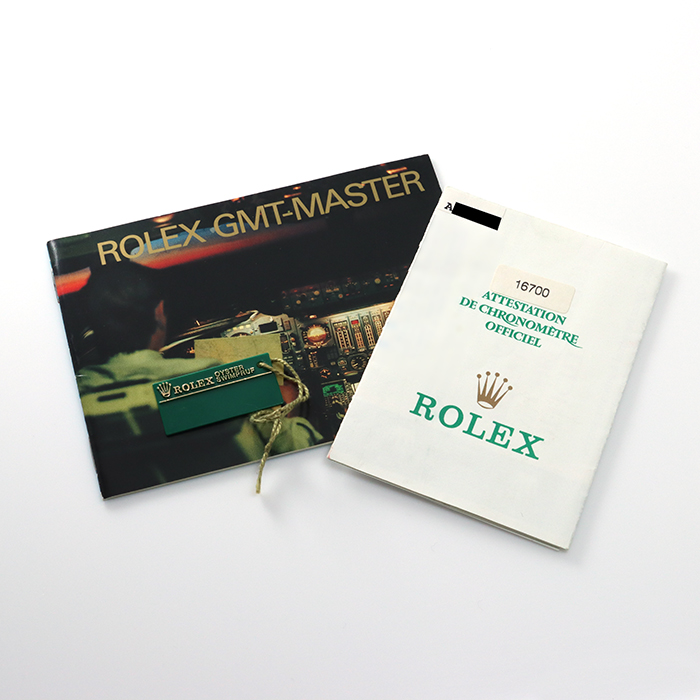 ROLEX GMT-MASTER
ROLEX OYSTER
SWIMPRUF
A
16700
ATTESTATION
DE CHRONOMÈTRE
OFFICIEL
ROLEX